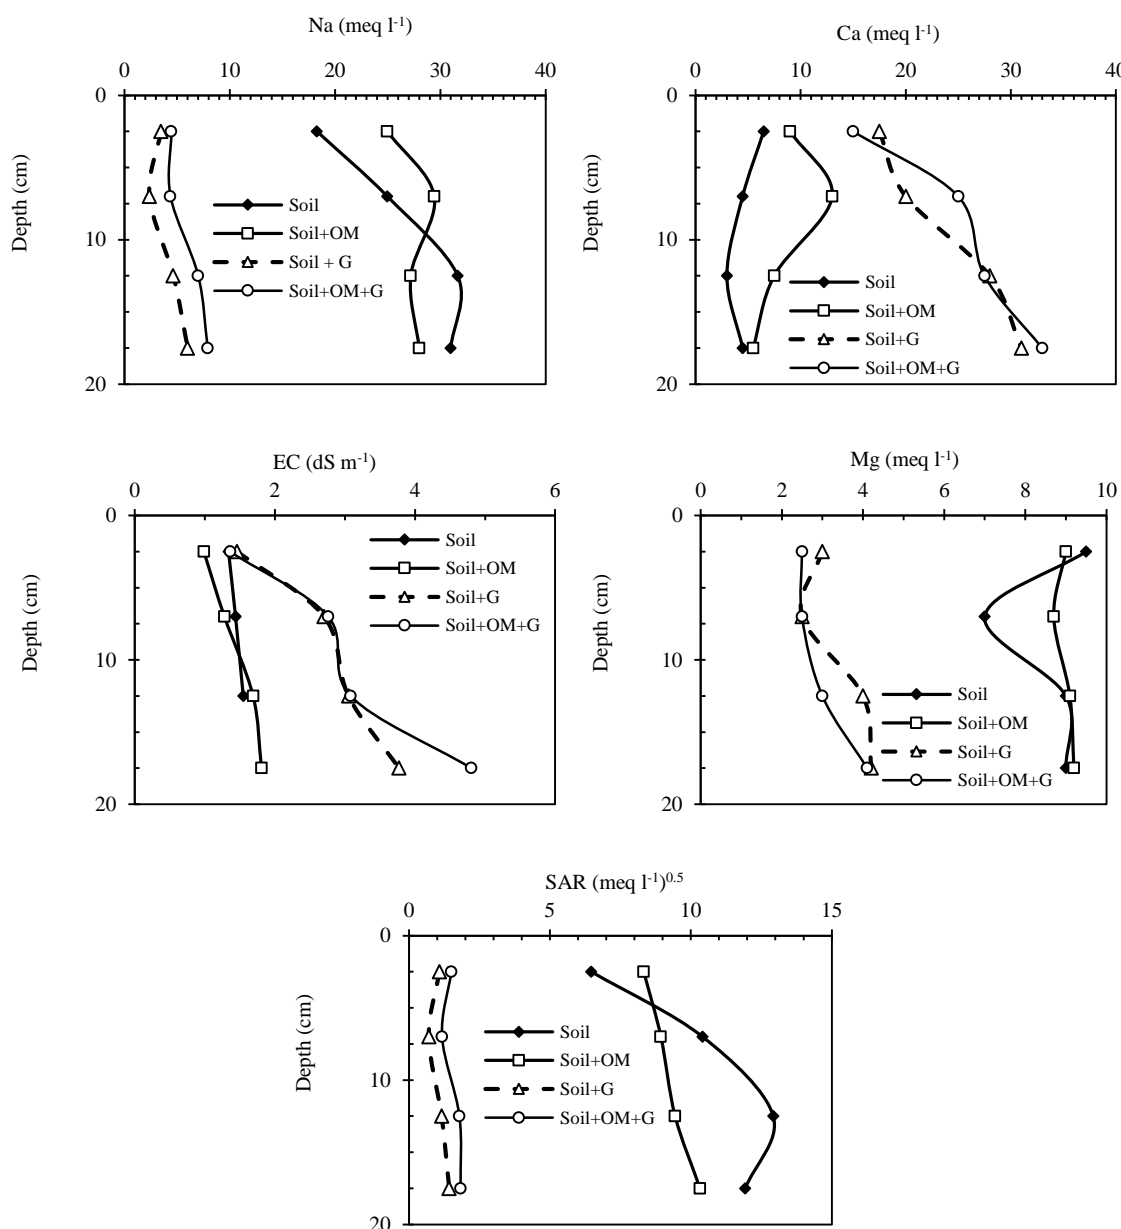 Na (meq l⁻¹)
0 10 20 30 40
0
10
20
Depth (cm)
Soil
Soil+OM
Soil + G
Soil+OM+G
Ca (meq l⁻¹)
0 10 20 30 40
0
10
20
Depth (cm)
Soil
Soil+OM
Soil+G
Soil+OM+G
EC (dS m⁻¹)
0 2 4 6
0
10
20
Depth (cm)
Soil
Soil+OM
Soil+G
Soil+OM+G
Mg (meq l⁻¹)
0 2 4 6 8 10
0
10
20
Depth (cm)
Soil
Soil+OM
Soil+G
Soil+OM+G
SAR (meq l⁻¹)⁰·⁵
0 5 10 15
0
10
20
Depth (cm)
Soil
Soil+OM
Soil+G
Soil+OM+G